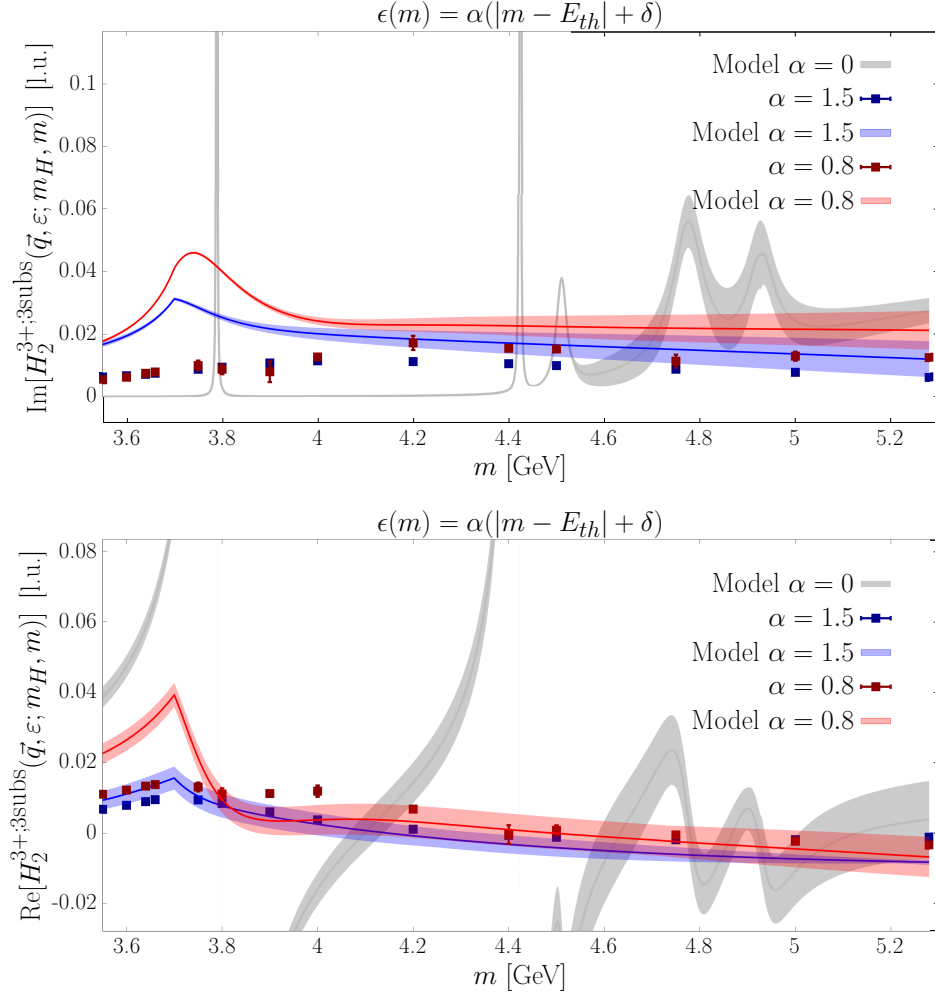 ϵ(m) = α(|m − E_th| + δ)
Im[H_2^{3+;3subs}(q⃗, ε; m_H, m)] [l.u.]
0.1
0.08
0.06
0.04
0.02
0
Model α = 0
α = 1.5
Model α = 1.5
α = 0.8
Model α = 0.8
3.6 3.8 4 4.2 4.4 4.6 4.8 5 5.2
m [GeV]
ϵ(m) = α(|m − E_th| + δ)
Re[H_2^{3+;3subs}(q⃗, ε; m_H, m)] [l.u.]
0.08
0.06
0.04
0.02
0
-0.02
Model α = 0
α = 1.5
Model α = 1.5
α = 0.8
Model α = 0.8
3.6 3.8 4 4.2 4.4 4.6 4.8 5 5.2
m [GeV]